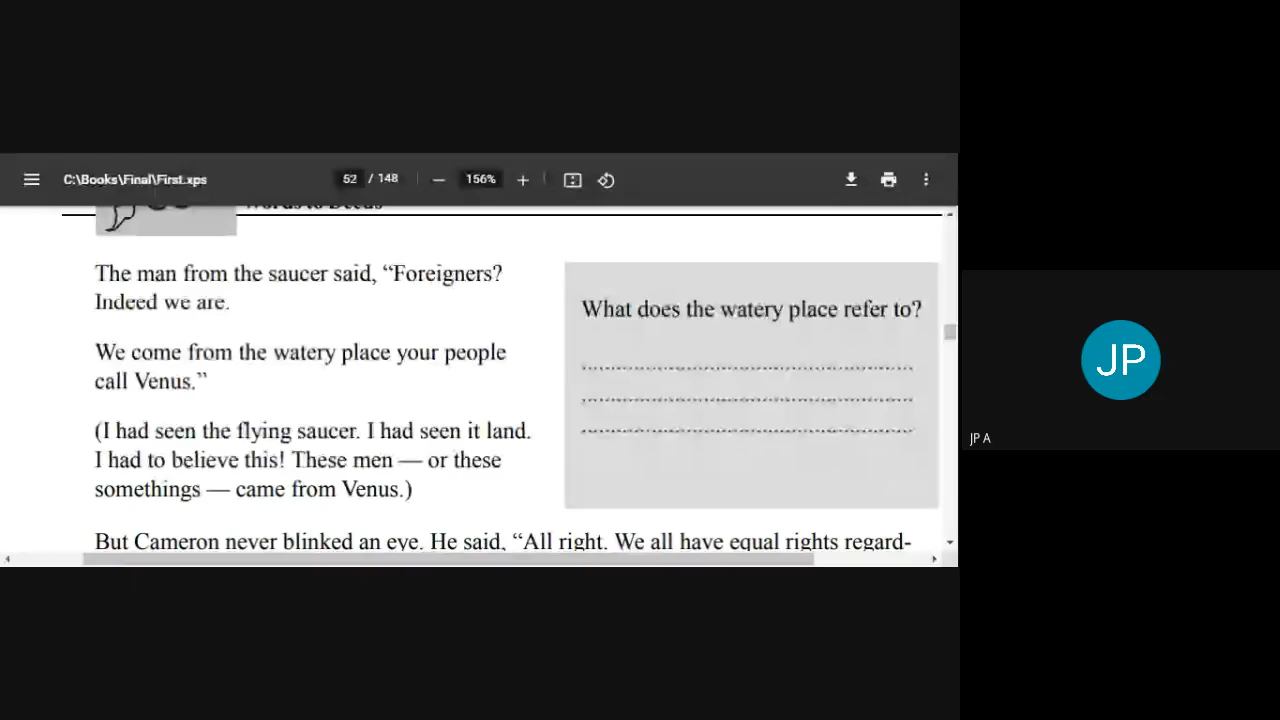 C:\Books\Final\First.xps
52 / 148
156%
Words to Deeds
The man from the saucer said, “Foreigners?
Indeed we are.
We come from the watery place your people
call Venus.”
(I had seen the flying saucer. I had seen it land.
I had to believe this! These men — or these
somethings — came from Venus.)
But Cameron never blinked an eye. He said, “All right. We all have equal rights regard-
What does the watery place refer to?
JP
JP A